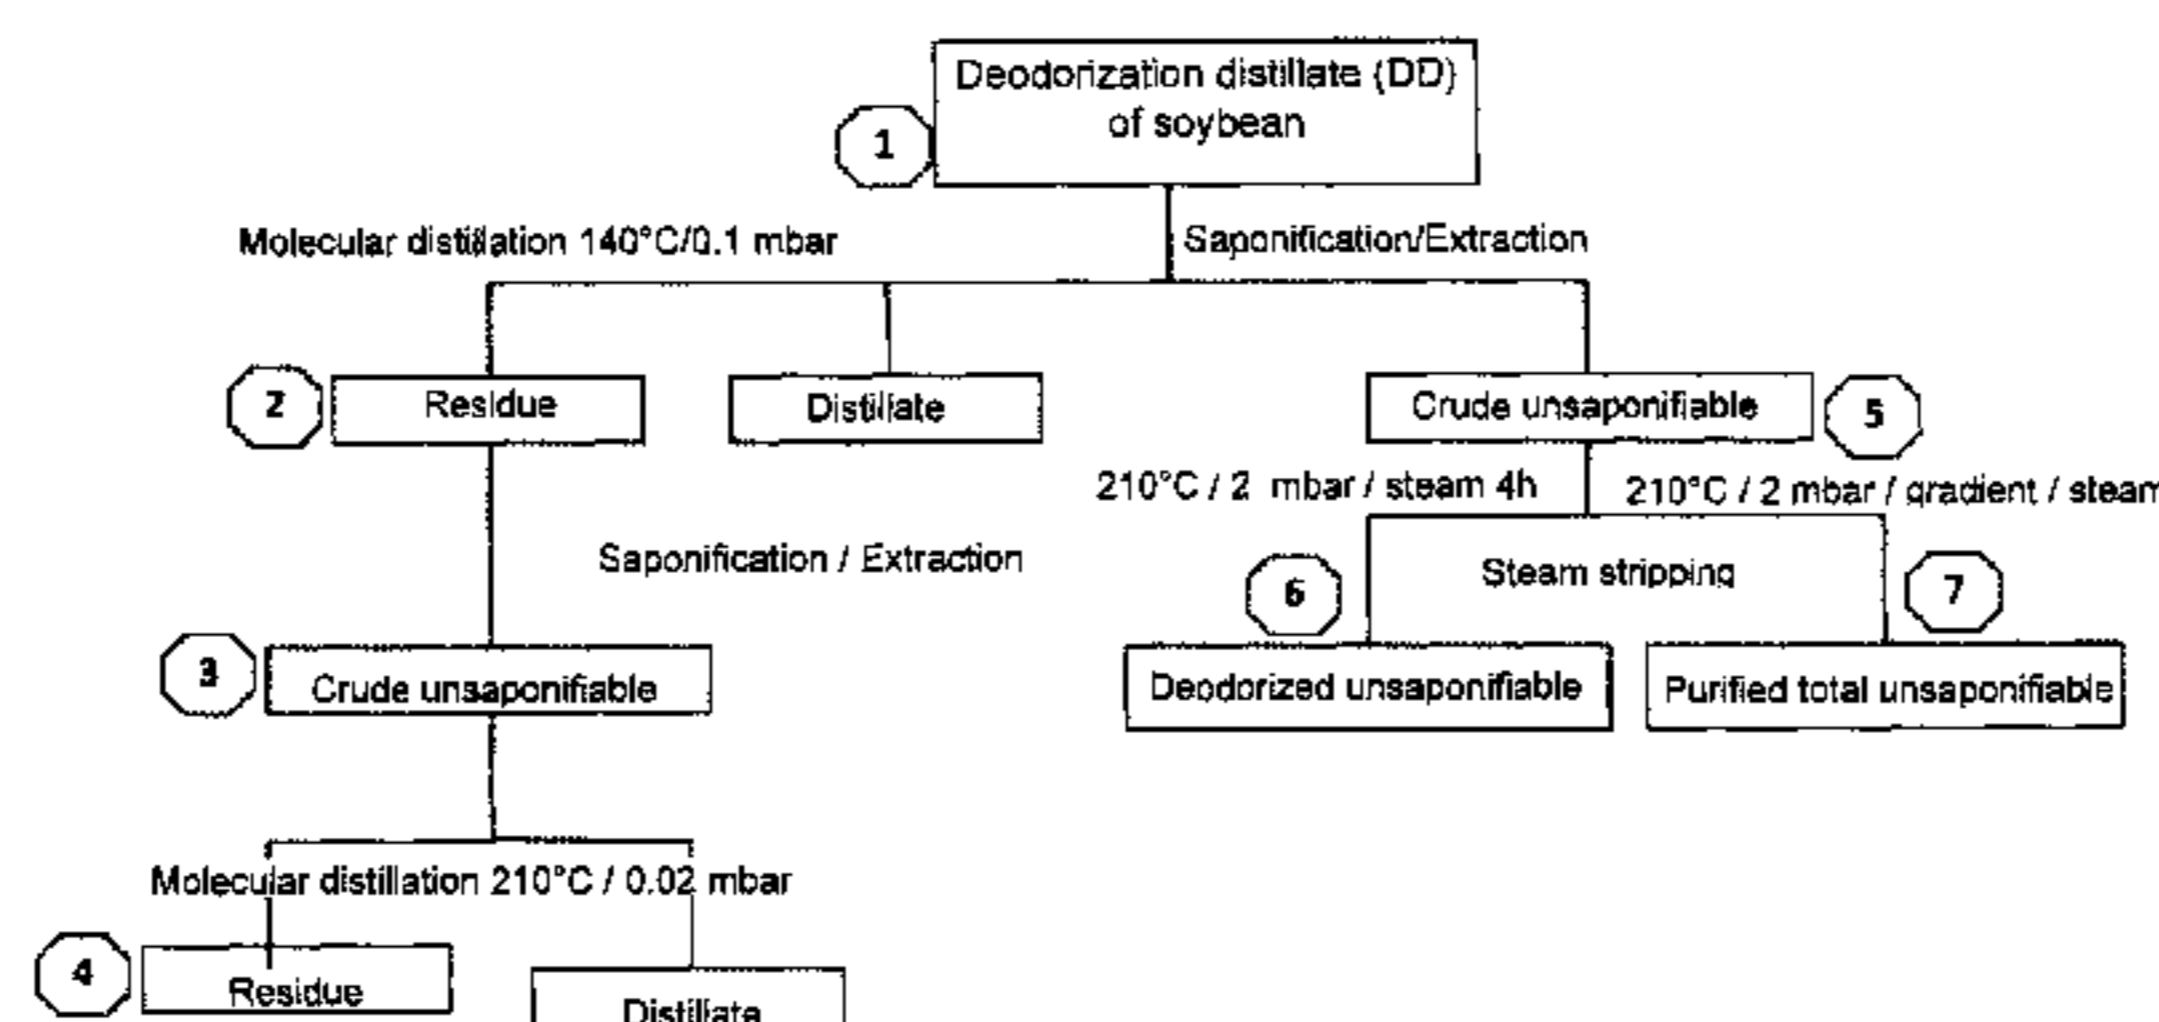 Deodorization distillate (DD)
of soybean
1
Molecular distillation 140°C/0.1 mbar
Saponification/Extraction
2
Residue
Distillate
Crude unsaponifiable
5
210°C / 2 mbar / steam 4h
210°C / 2 mbar / gradient / steam
Saponification / Extraction
6
Steam stripping
7
3
Crude unsaponifiable
Deodorized unsaponifiable
Purified total unsaponifiable
Molecular distillation 210°C / 0.02 mbar
4
Residue
Distillate